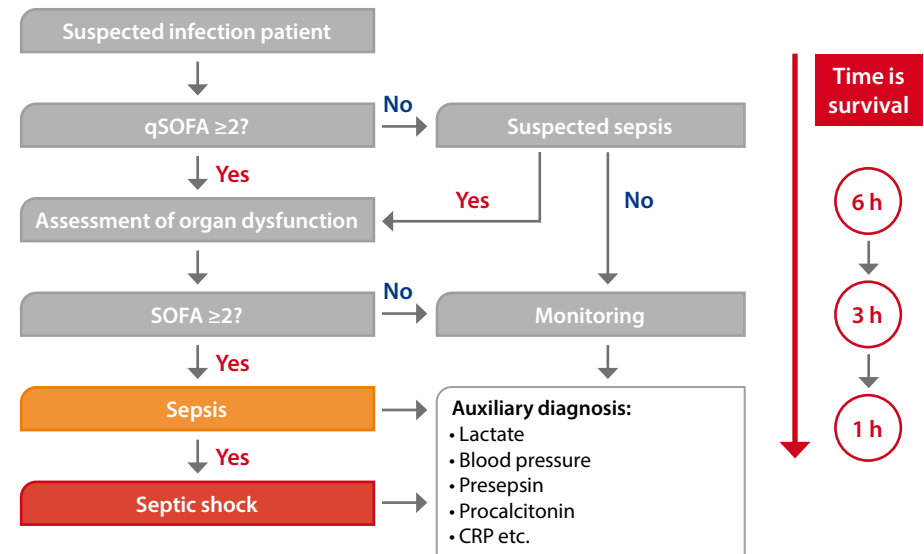 Suspected infection patient
Time is
survival
No
qSOFA ≥2?
Suspected sepsis
Yes
Yes
No
6 h
Assessment of organ dysfunction
No
SOFA ≥2?
Monitoring
3 h
Yes
Sepsis
Auxiliary diagnosis:
• Lactate
• Blood pressure
• Presepsin
• Procalcitonin
• CRP etc.
1 h
Yes
Septic shock